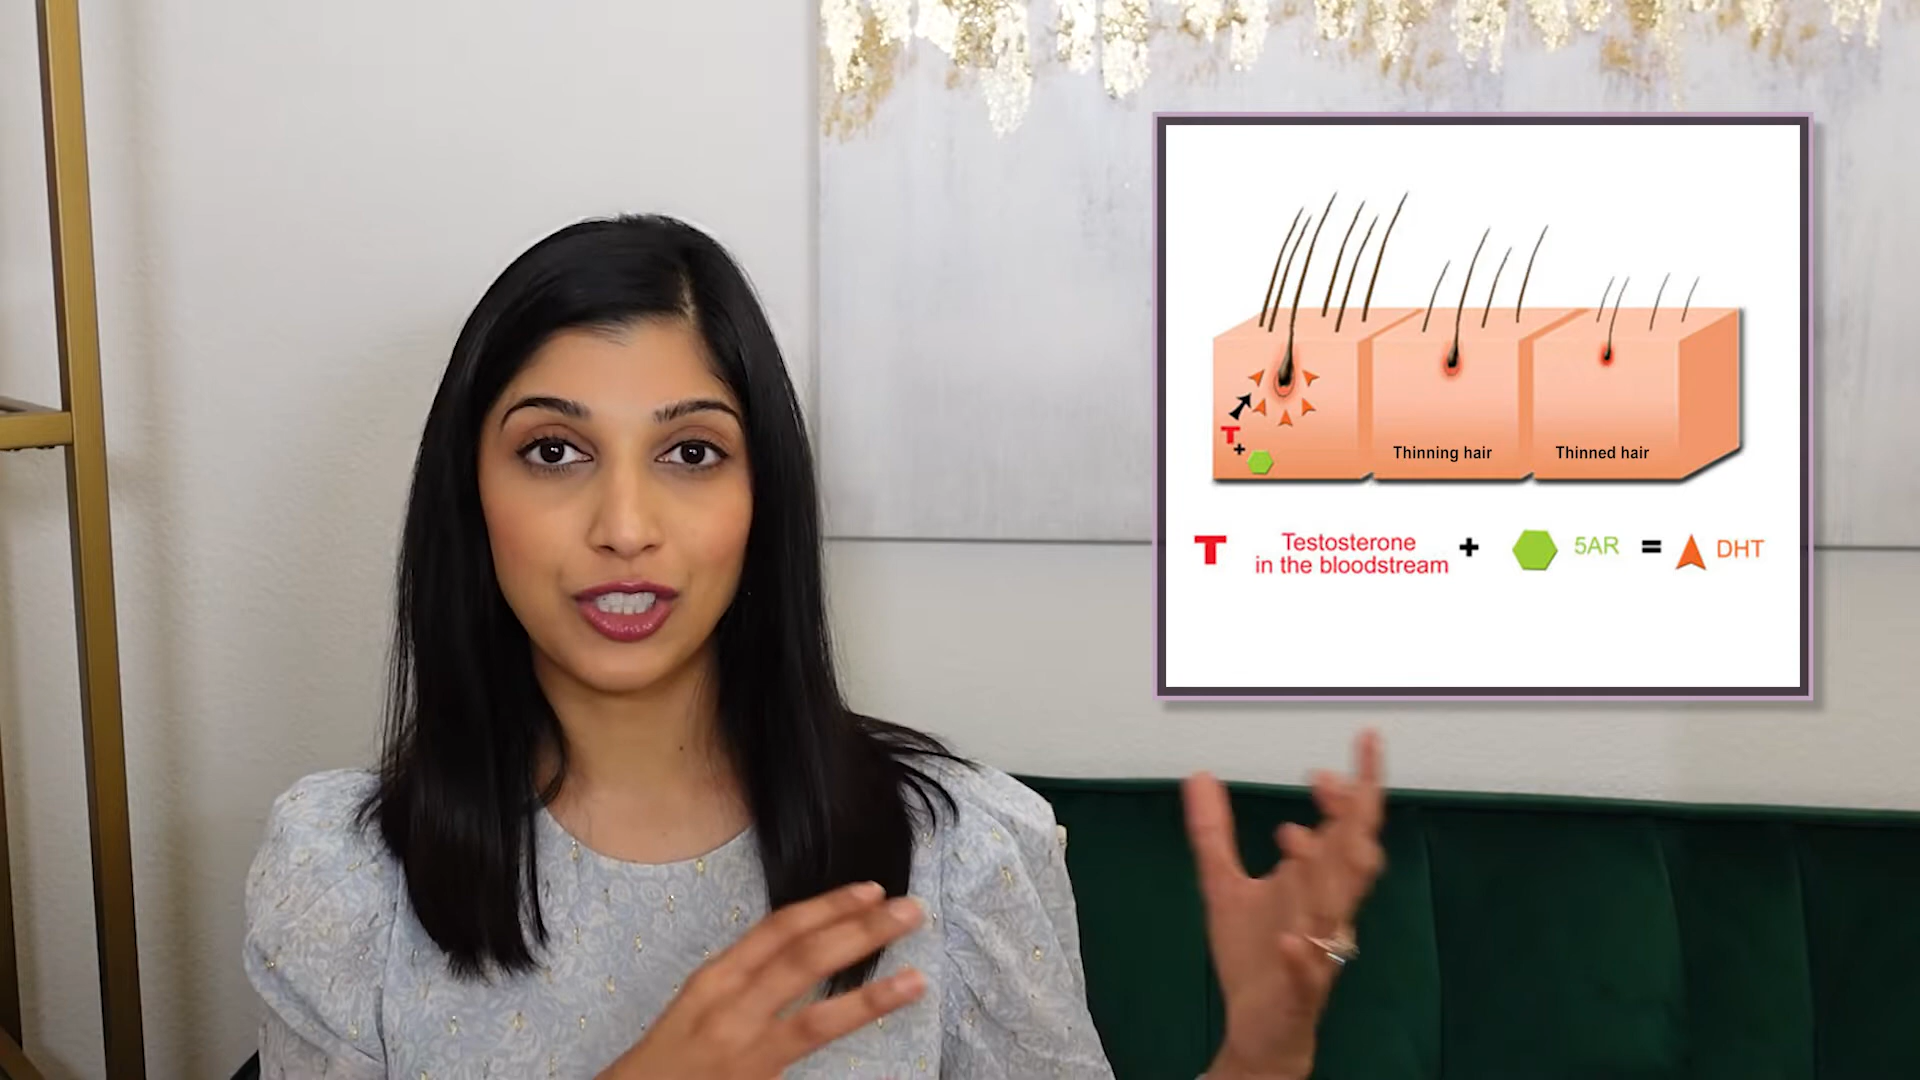 T
+
Thinning hair
Thinned hair
T Testosterone in the bloodstream + 5AR = DHT